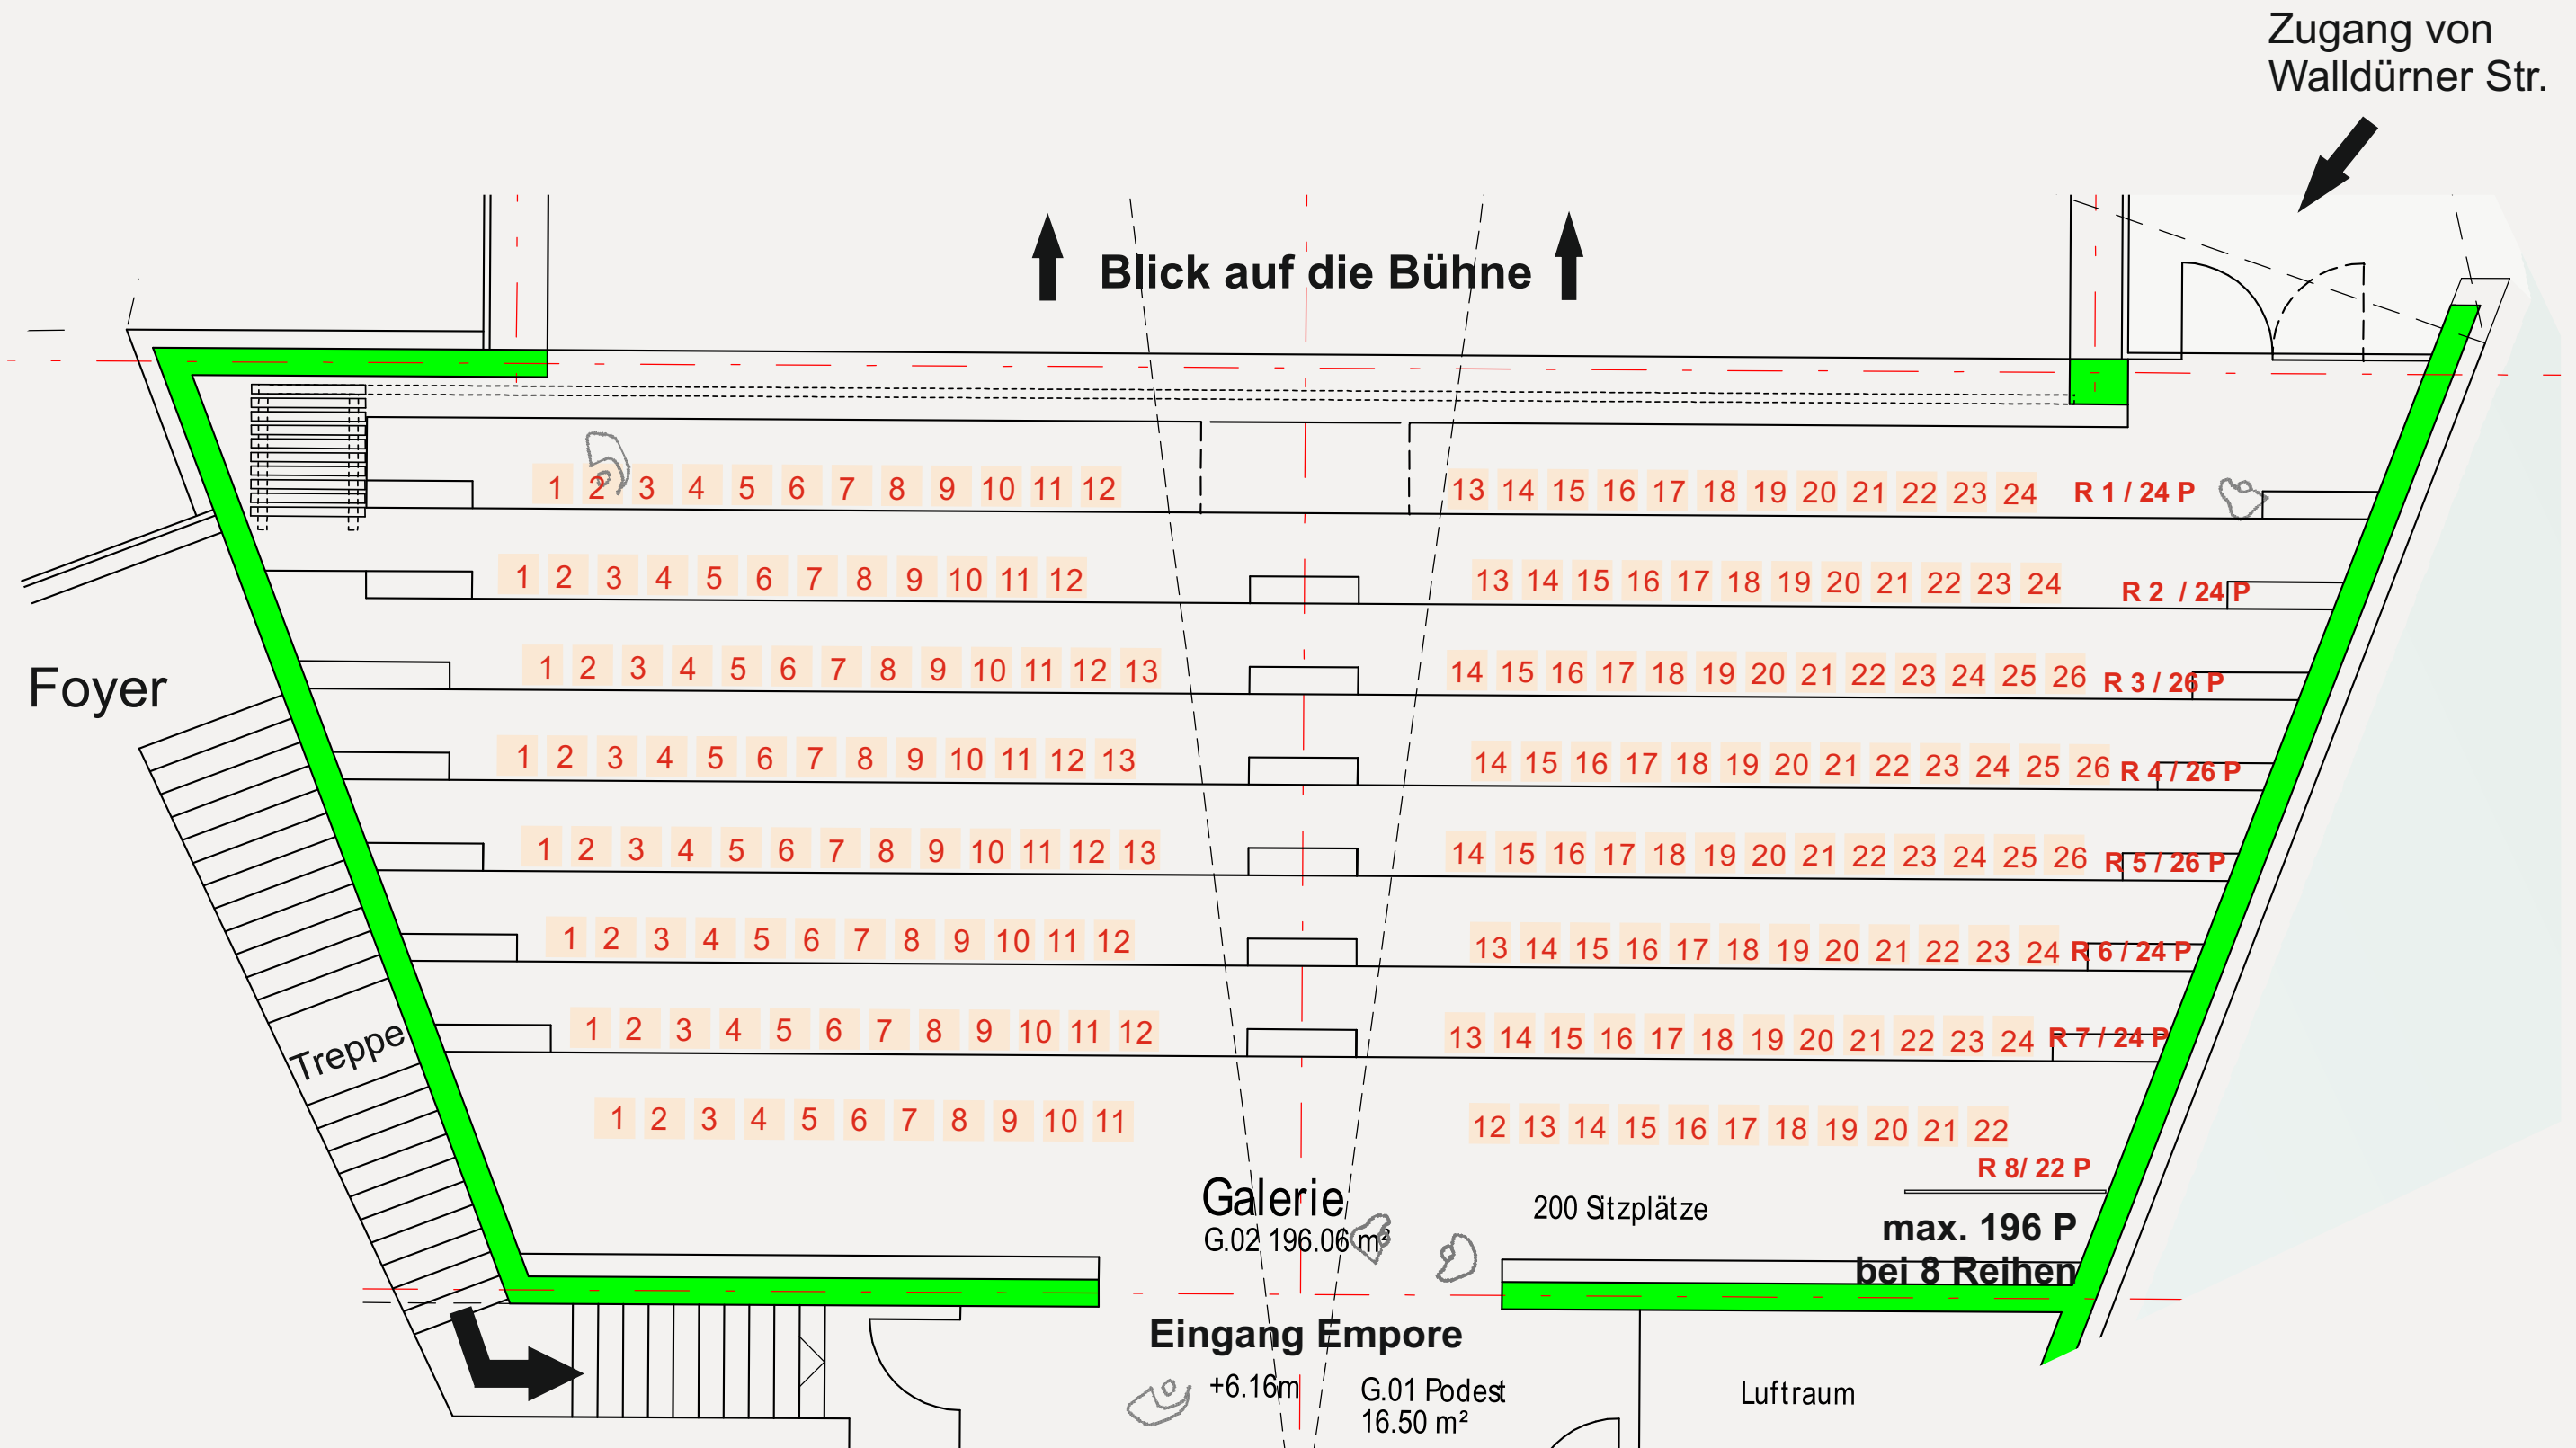 Zugang von
Walldürner Str.
Blick auf die Bühne
1 2 3 4 5 6 7 8 9 10 11 12 13 14 15 16 17 18 19 20 21 22 23 24 R 1 / 24 P
1 2 3 4 5 6 7 8 9 10 11 12 13 14 15 16 17 18 19 20 21 22 23 24 R 2 / 24 P
Foyer
1 2 3 4 5 6 7 8 9 10 11 12 13 14 15 16 17 18 19 20 21 22 23 24 25 26 R 3 / 26 P
1 2 3 4 5 6 7 8 9 10 11 12 13 14 15 16 17 18 19 20 21 22 23 24 25 26 R 4 / 26 P
1 2 3 4 5 6 7 8 9 10 11 12 13 14 15 16 17 18 19 20 21 22 23 24 25 26 R 5 / 26 P
1 2 3 4 5 6 7 8 9 10 11 12 13 14 15 16 17 18 19 20 21 22 23 24 R 6 / 24 P
Treppe
1 2 3 4 5 6 7 8 9 10 11 12 13 14 15 16 17 18 19 20 21 22 23 24 R 7 / 24 P
1 2 3 4 5 6 7 8 9 10 11 12 13 14 15 16 17 18 19 20 21 22
R 8/ 22 P
Galerie
G.02 196.06 m²
200 Sitzplätze
max. 196 P
bei 8 Reihen
Eingang Empore
+6.16m
G.01 Podest
16.50 m²
Luftraum